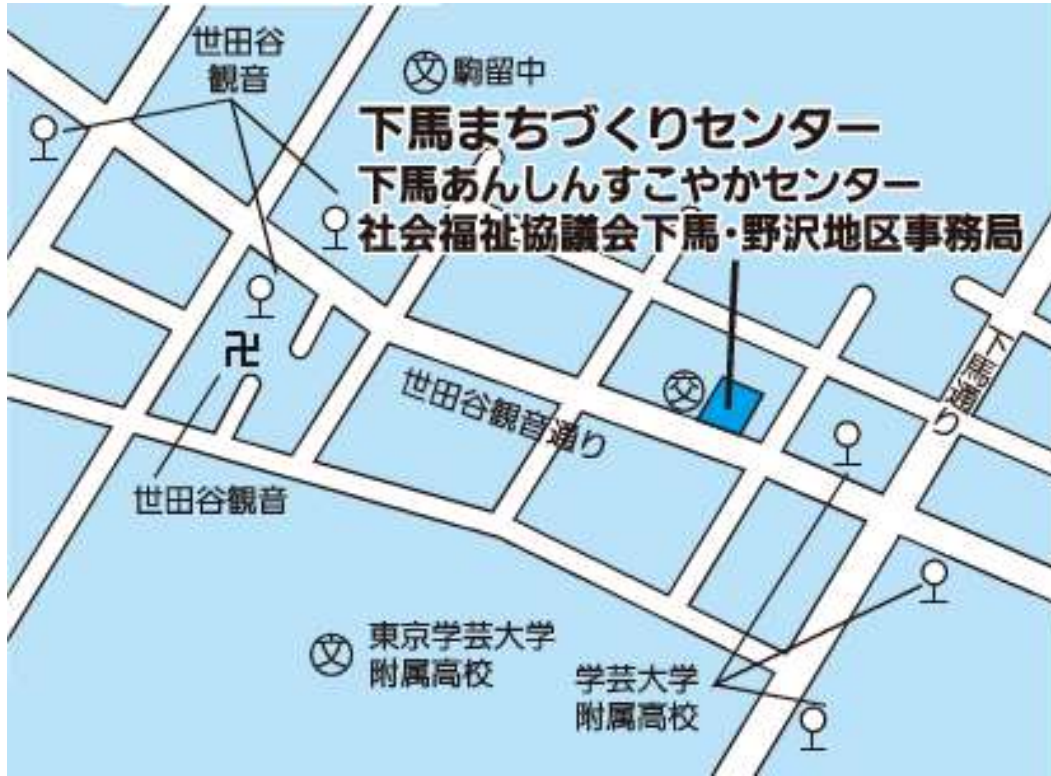 世田谷
観音
文 駒留中
下馬まちづくりセンター
下馬あんしんすこやかセンター
社会福祉協議会下馬・野沢地区事務局
下馬通り
卍
交
世田谷観音通り
世田谷観音
文 東京学芸大学
附属高校
学芸大学
附属高校